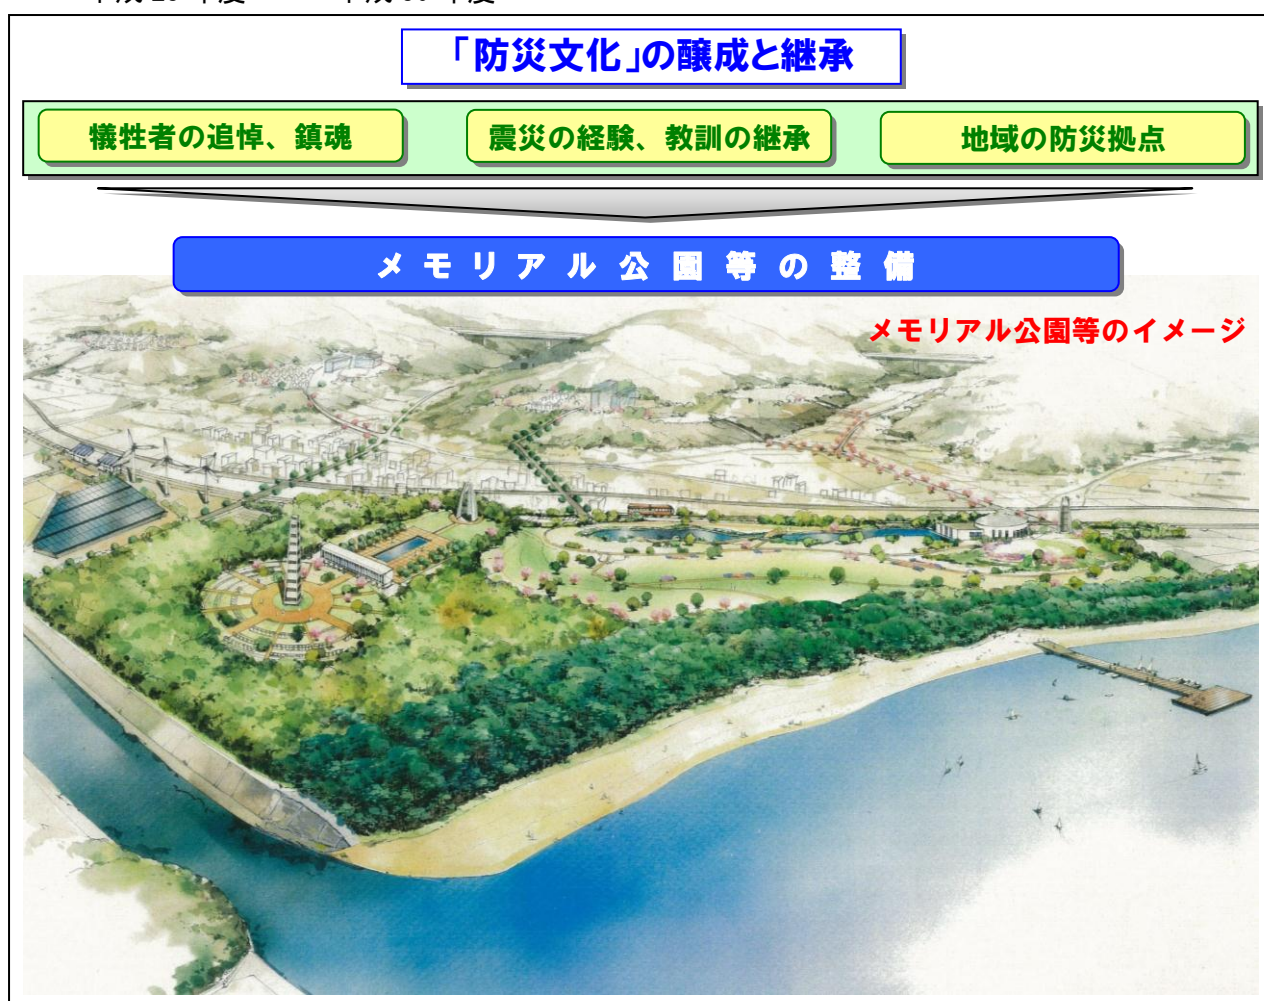 「防災文化」の醸成と継承
犠牲者の追悼、鎮魂
震災の経験、教訓の継承
地域の防災拠点
メモリアル公園等の整備
メモリアル公園等のイメージ